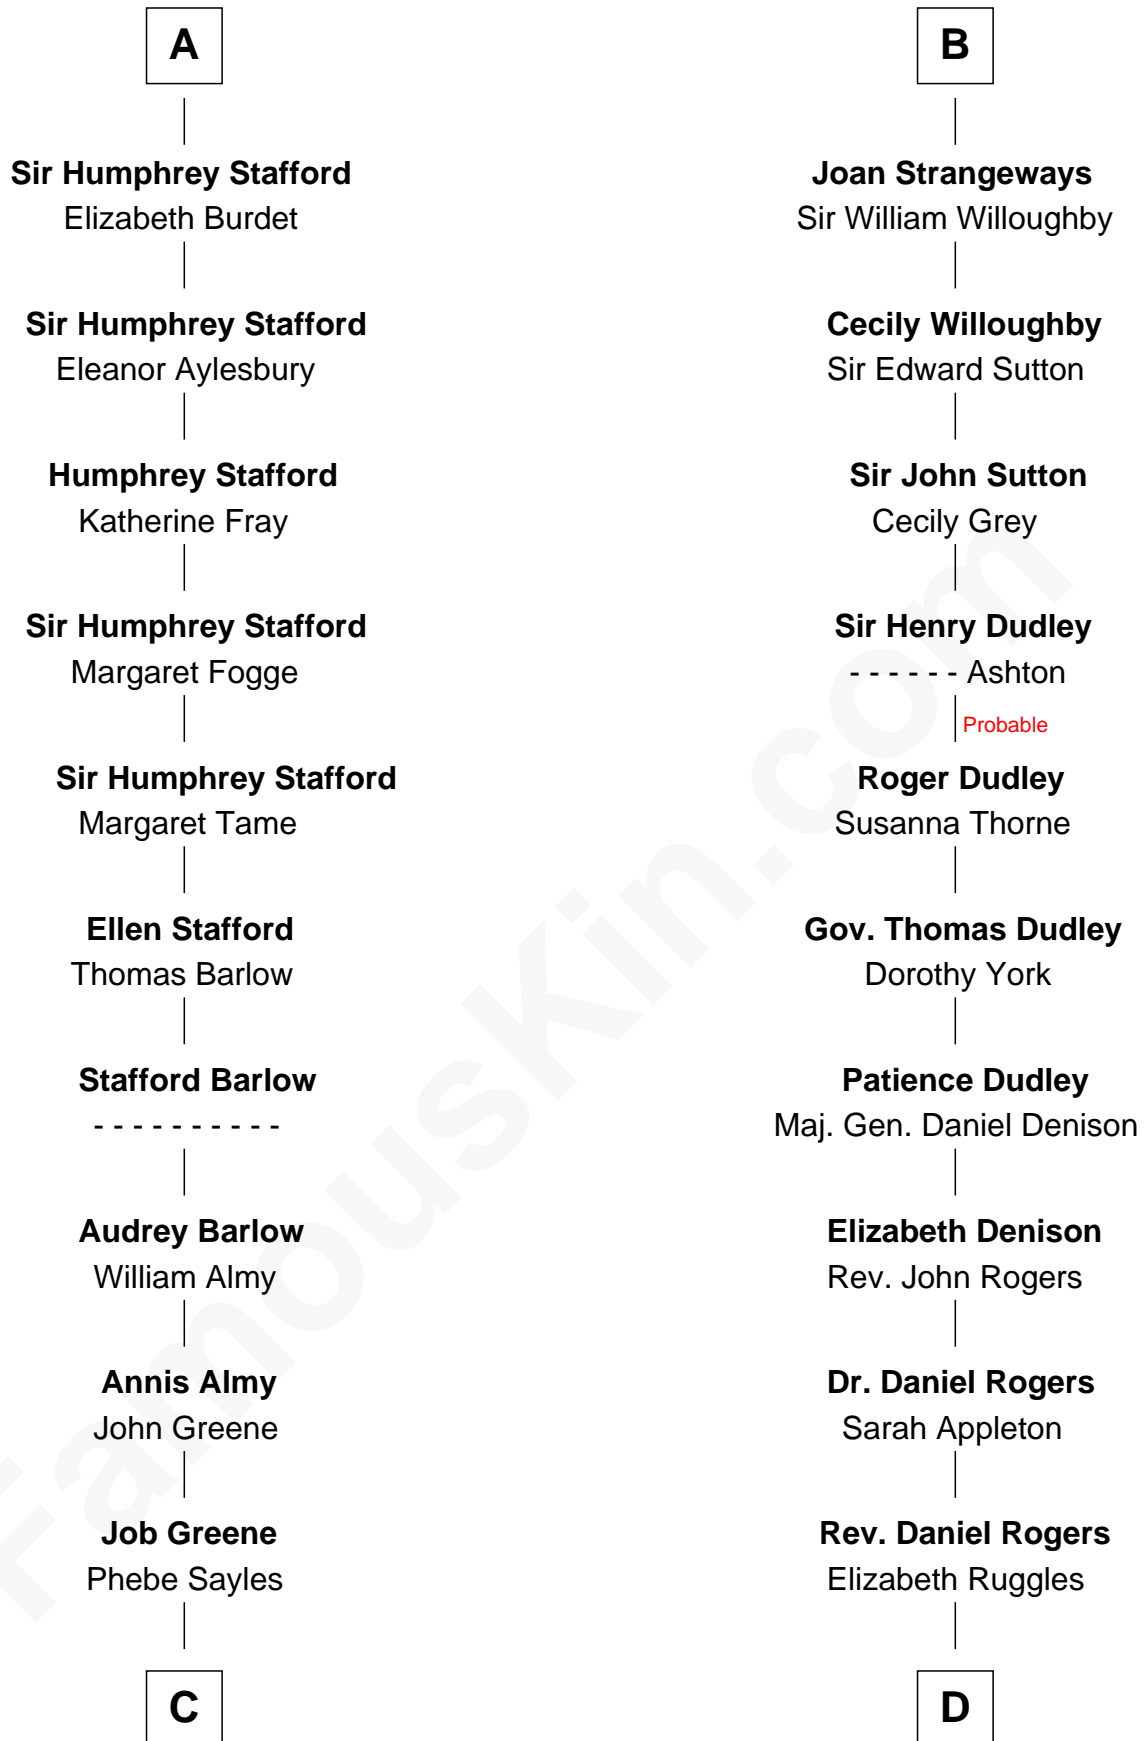 A
Sir Humphrey Stafford
Elizabeth Burdet
Sir Humphrey Stafford
Eleanor Aylesbury
Humphrey Stafford
Katherine Fray
Sir Humphrey Stafford
Margaret Fogge
Sir Humphrey Stafford
Margaret Tame
Ellen Stafford
Thomas Barlow
Stafford Barlow
- - - - - - - - - -
Audrey Barlow
William Almy
Annis Almy
John Greene
Job Greene
Phebe Sayles
C
B
Joan Strangeways
Sir William Willoughby
Cecily Willoughby
Sir Edward Sutton
Sir John Sutton
Cecily Grey
Sir Henry Dudley
- - - - - - Ashton
Probable
Roger Dudley
Susanna Thorne
Gov. Thomas Dudley
Dorothy York
Patience Dudley
Maj. Gen. Daniel Denison
Elizabeth Denison
Rev. John Rogers
Dr. Daniel Rogers
Sarah Appleton
Rev. Daniel Rogers
Elizabeth Ruggles
D
FamousKin.com